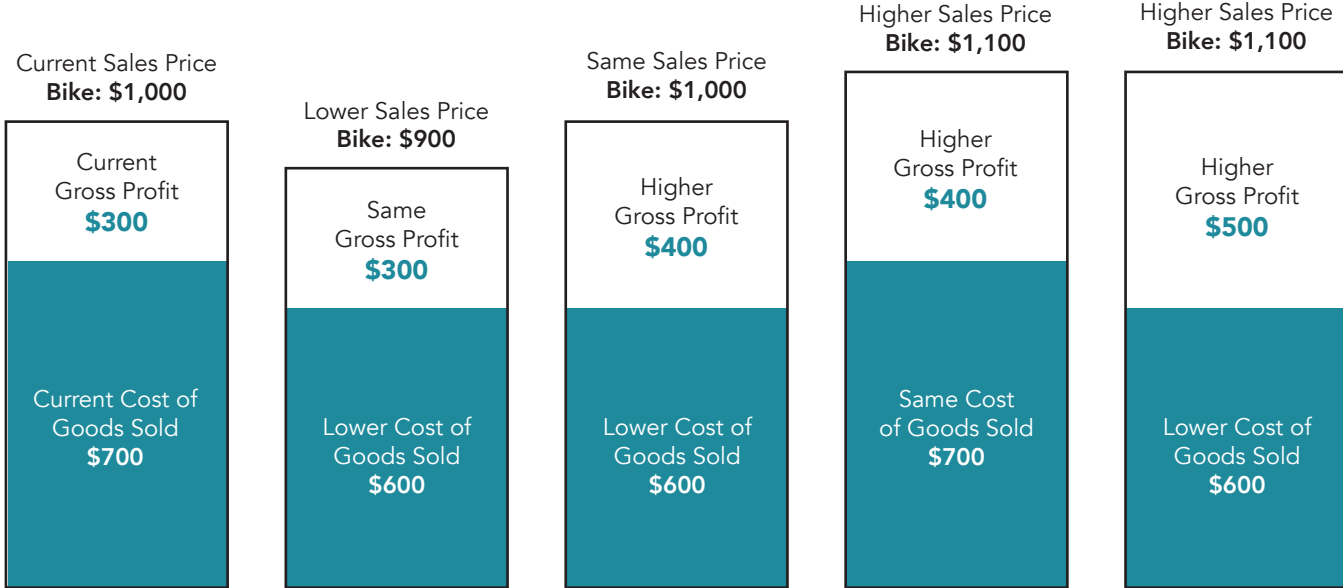 Current Sales Price
Bike: $1,000
Current
Gross Profit
$300
Current Cost of
Goods Sold
$700
Lower Sales Price
Bike: $900
Same
Gross Profit
$300
Lower Cost of
Goods Sold
$600
Same Sales Price
Bike: $1,000
Higher
Gross Profit
$400
Lower Cost of
Goods Sold
$600
Higher Sales Price
Bike: $1,100
Higher
Gross Profit
$400
Same Cost
of Goods Sold
$700
Higher Sales Price
Bike: $1,100
Higher
Gross Profit
$500
Lower Cost of
Goods Sold
$600